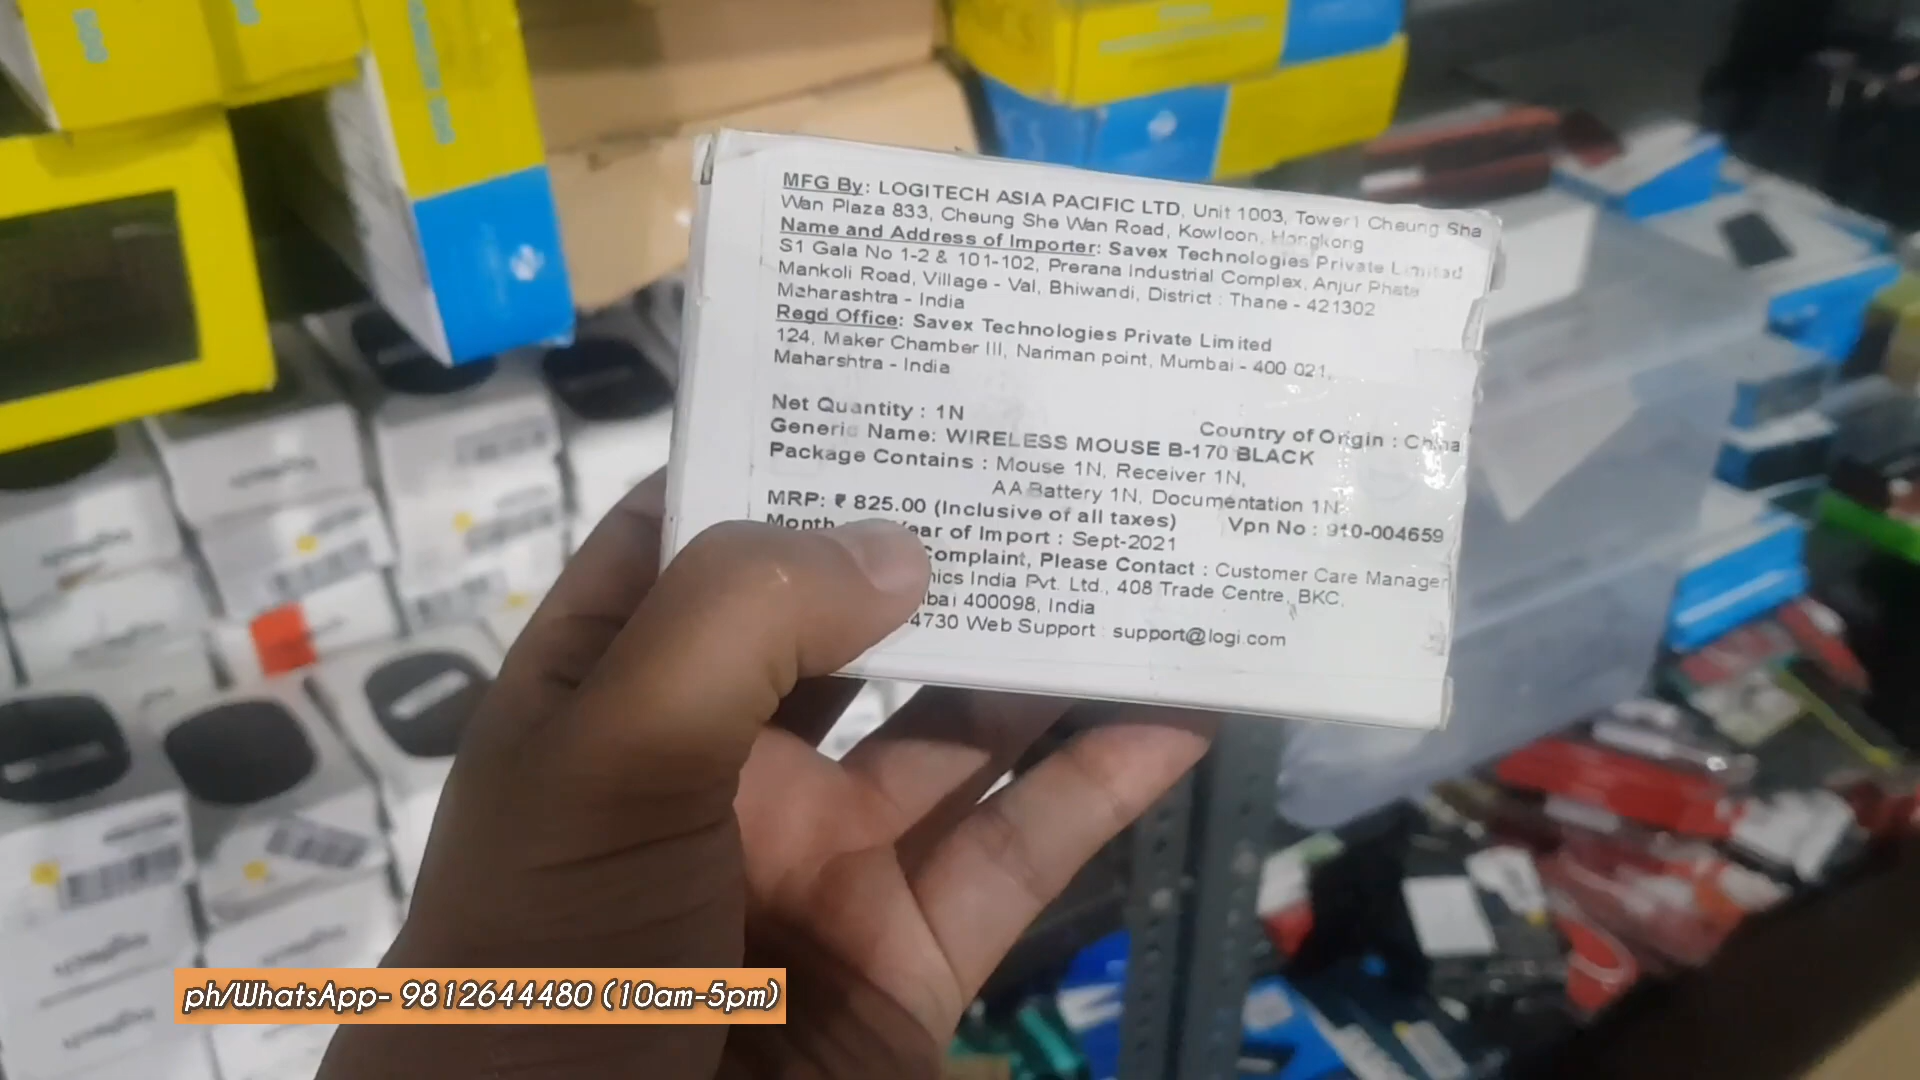 MFG By: LOGITECH ASIA PACIFIC LTD, Unit 1003, Tower1 Cheung Sha
Wan Plaza 833, Cheung She Wan Road, Kowloon, Hongkong
Name and Address of Importer: Savex Technologies Private Limited
S1 Gala No 1-2 & 101-102, Prerana Industrial Complex, Anjur Phata
Mankoli Road, Village - Val, Bhiwandi, District : Thane - 421302
Maharashtra - India
Regd Office: Savex Technologies Private Limited
124, Maker Chamber III, Nariman point, Mumbai - 400 021,
Maharshtra - India
Net Quantity : 1N
Country of Origin : China
Generic Name: WIRELESS MOUSE B-170 BLACK
Package Contains : Mouse 1N, Receiver 1N,
AA Battery 1N, Documentation 1N
MRP: ₹ 825.00 (Inclusive of all taxes)
Vpn No : 910-004659
Month Year of Import : Sept-2021
Complaint, Please Contact : Customer Care Manager
India Pvt. Ltd., 408 Trade Centre, BKC,
400098, India
-4730 Web Support : support@logi.com
ph/WhatsApp- 9812644480 (10am-5pm)